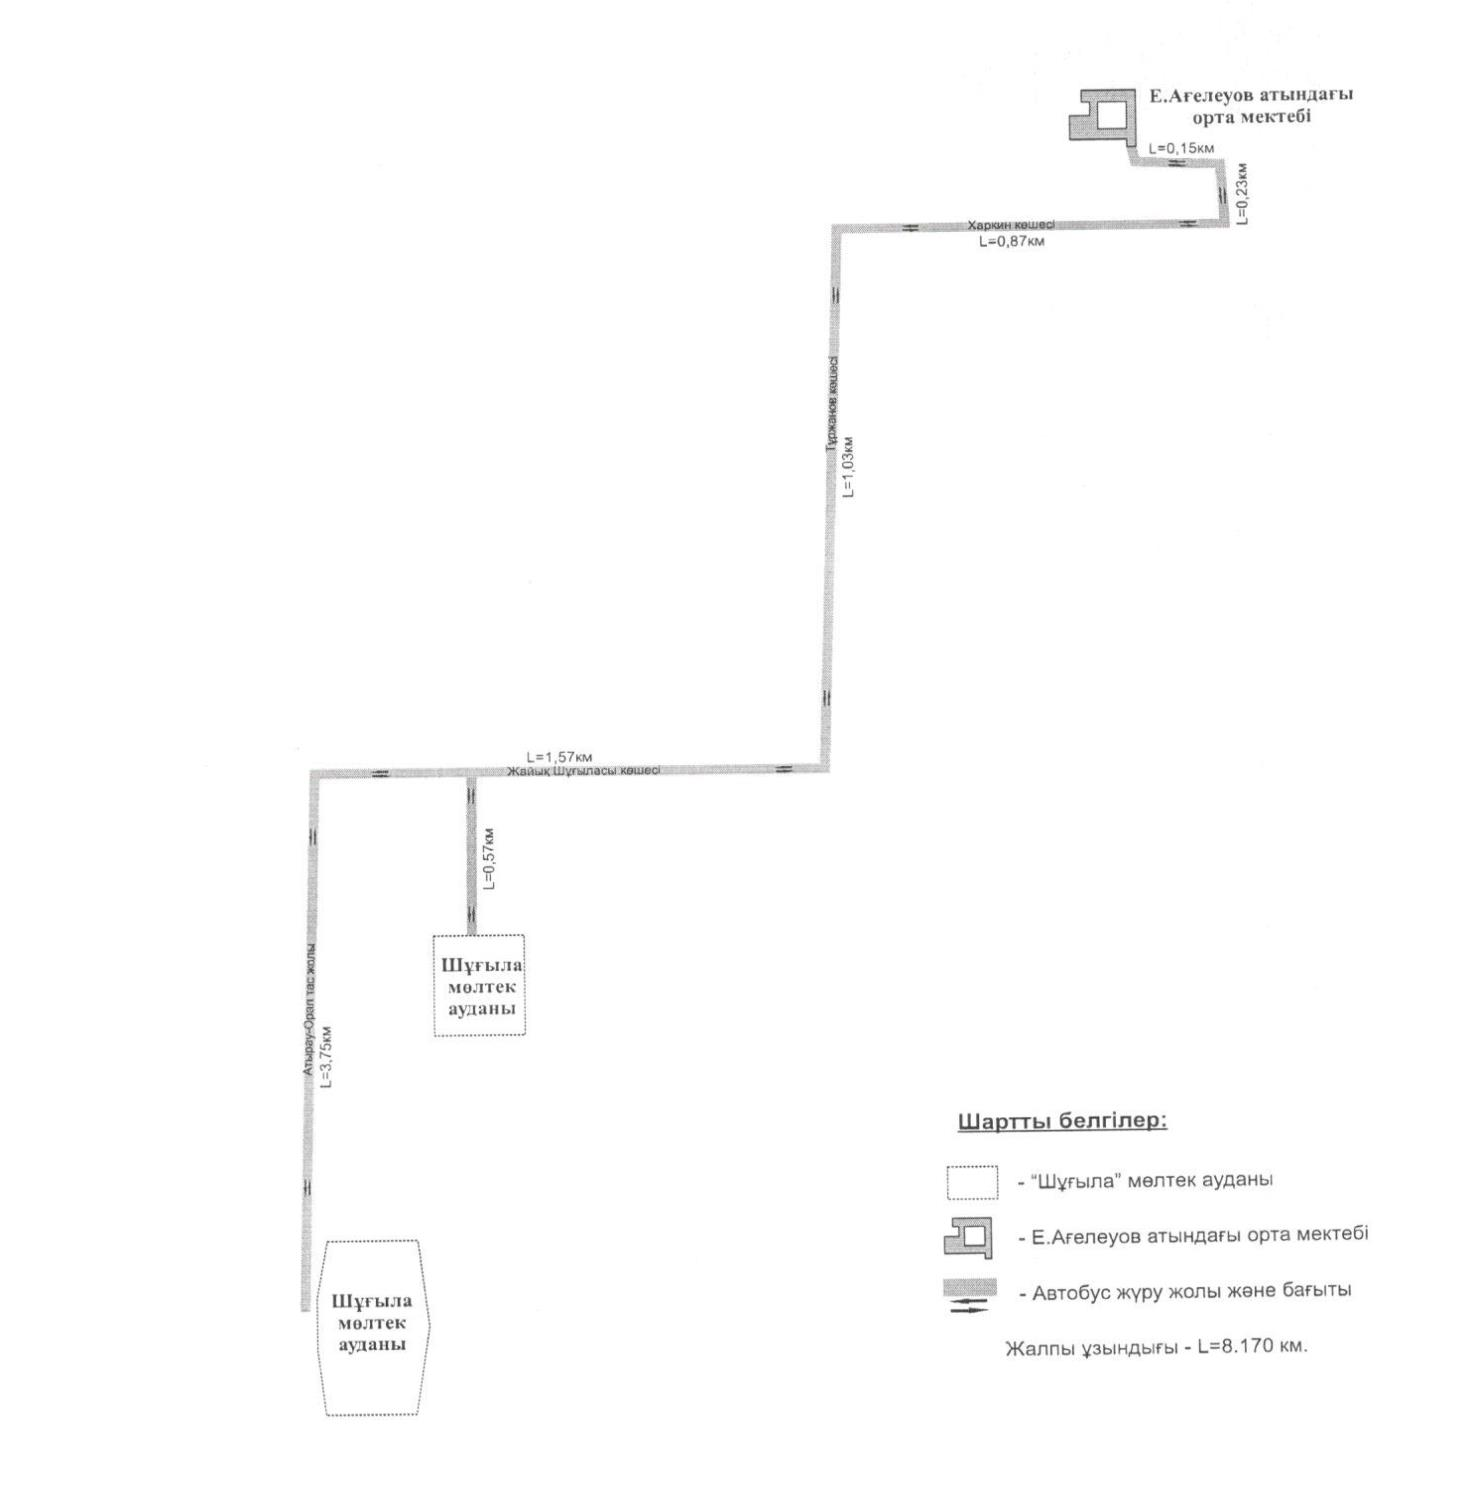 Е.Ағелеуов атындағы
орта мектебі
L=0,15км
L=0,23км
Харкин көшесі
L=0,87км
Тұржанов көшесі
L=1,03км
L=1,57км
Жайық Шұғыласы көшесі
L=0,57км
Шұғыла
мөлтек
ауданы
Атырау-Орал тас жолы
L=3,75км
Шұғыла
мөлтек
ауданы
Шартты белгілер:
- “Шұғыла” мөлтек ауданы
- Е.Ағелеуов атындағы орта мектебі
- Автобус жүру жолы және бағыты
Жалпы ұзындығы - L=8.170 км.